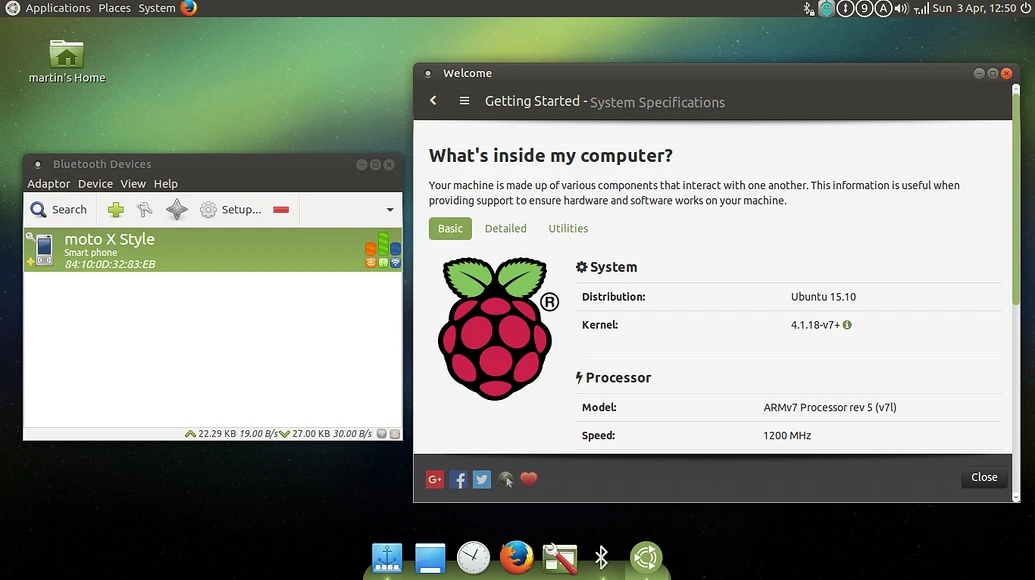 Applications Places System
9 A Sun 3 Apr, 12:50
martin's Home
Bluetooth Devices
Adaptor Device View Help
Search Setup...
moto X Style
Smart phone
84:10:0D:32:83:EB
22.29 KB 19.00 B/s 27.00 KB 30.00 B/s
Welcome
Getting Started - System Specifications
What's inside my computer?
Your machine is made up of various components that interact with one another. This information is useful when
providing support to ensure hardware and software works on your machine.
Basic Detailed Utilities
®
System
Distribution: Ubuntu 15.10
Kernel: 4.1.18-v7+
Processor
Model: ARMv7 Processor rev 5 (v7l)
Speed: 1200 MHz
G+ f Close